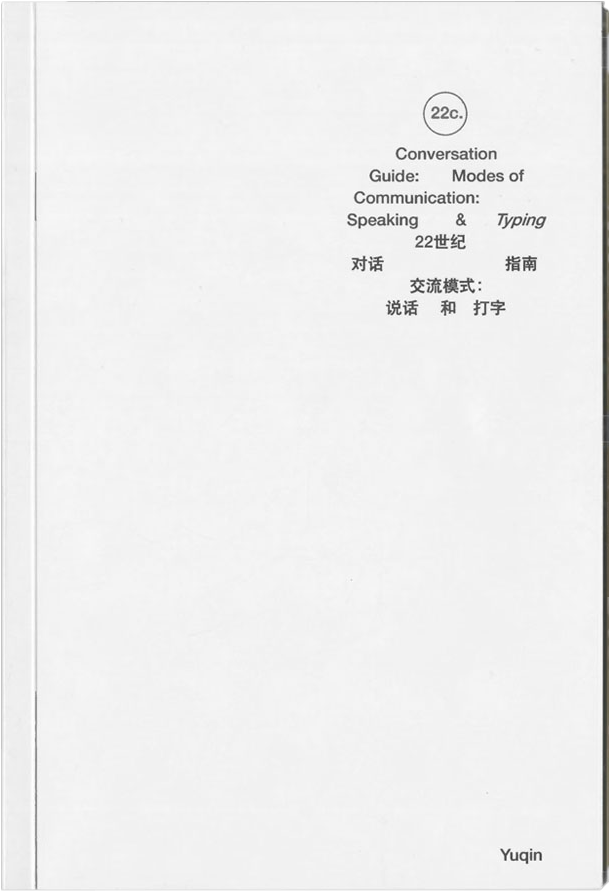 22c.
Conversation
Guide: Modes of
Communication:
Speaking & Typing
22世纪
对话 指南
交流模式：
说话 和 打字
Yuqin